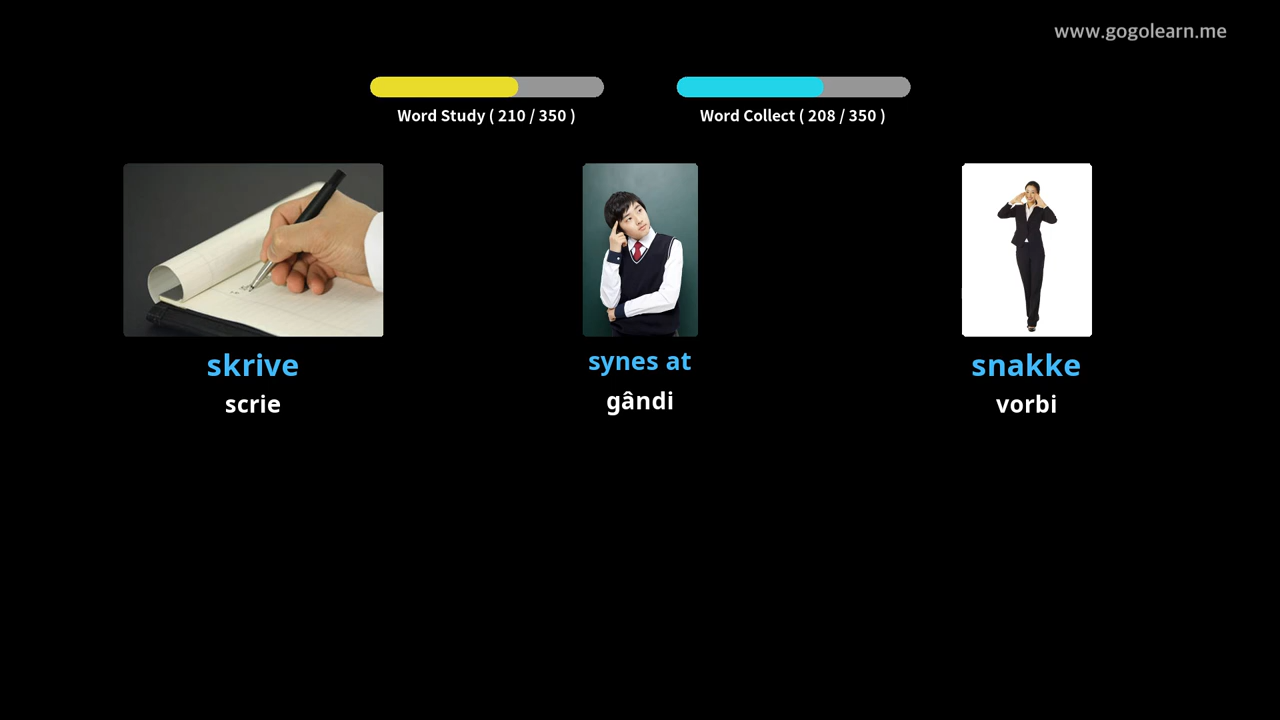 www.gogolearn.me
Word Study ( 210 / 350 )
Word Collect ( 208 / 350 )
skrive
synes at
snakke
scrie
gândi
vorbi